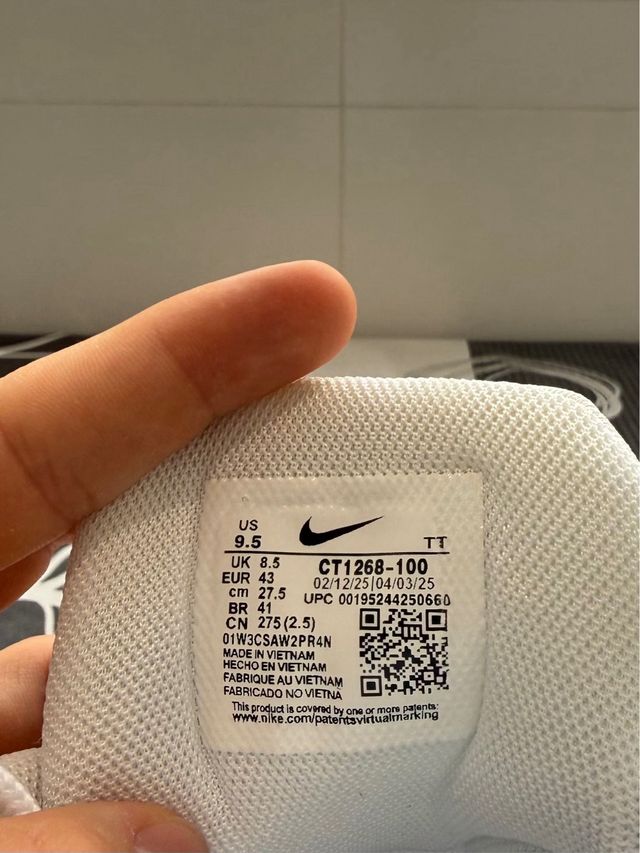 US
9.5
TT
UK 8.5
EUR 43
cm 27.5
BR 41
CN 275 (2.5)
CT1268-100
02/12/25|04/03/25
UPC 00195244250660
01W3CSAW2PR4N
MADE IN VIETNAM
HECHO EN VIETNAM
FABRIQUE AU VIETNAM
FABRICADO NO VIETNÃ
This product is covered by one or more patents:
www.nike.com/patentsvirtualmarking